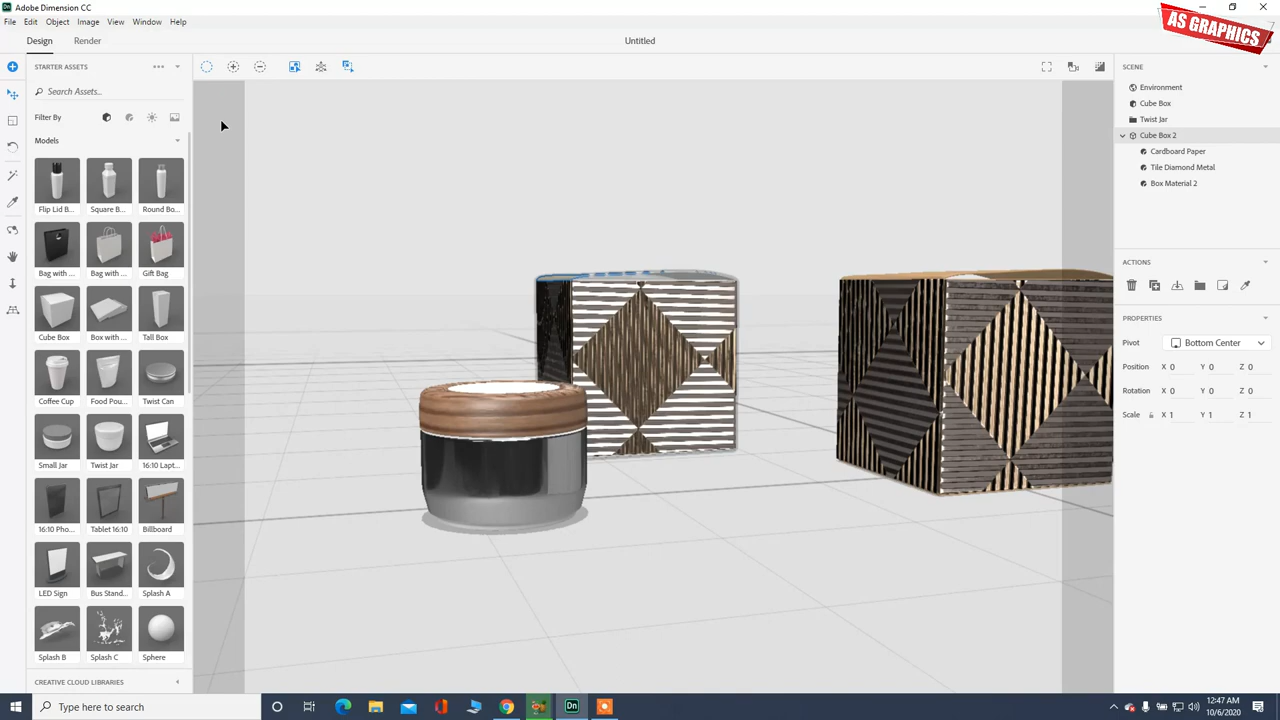 Adobe Dimension CC
File Edit Object Image View Window Help
AS GRAPHICS
Design Render Untitled
STARTER ASSETS
Search Assets...
Filter By
Models
Flip Lid B... Square B... Round Bo...
Bag with ... Bag with ... Gift Bag
Cube Box Box with ... Tall Box
Coffee Cup Food Pou... Twist Can
Small Jar Twist Jar 16:10 Lapt...
16:10 Pho... Tablet 16:10 Billboard
LED Sign Bus Stand... Splash A
Splash B Splash C Sphere
CREATIVE CLOUD LIBRARIES
SCENE
Environment
Cube Box
Twist Jar
Cube Box 2
Cardboard Paper
Tile Diamond Metal
Box Material 2
ACTIONS
PROPERTIES
Pivot Bottom Center
Position X 0 Y 0 Z 0
Rotation X 0 Y 0 Z 0
Scale X 1 Y 1 Z 1
Type here to search
Dn
12:47 AM
10/6/2020